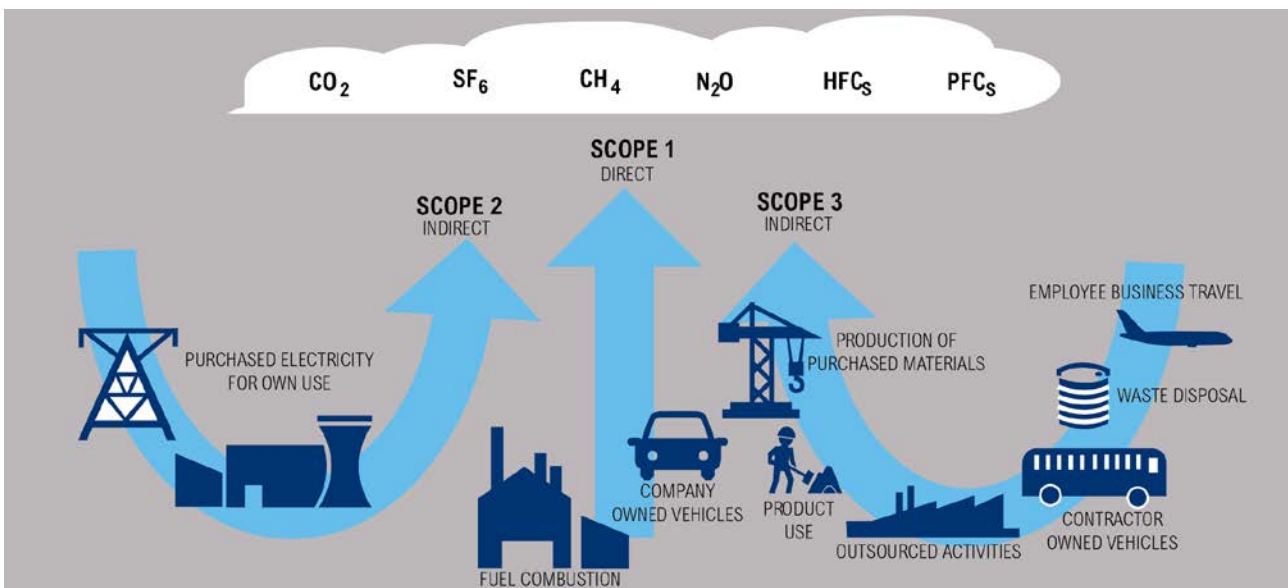 CO₂ SF₆ CH₄ N₂O HFCs PFCs
SCOPE 1
DIRECT
SCOPE 2
INDIRECT
SCOPE 3
INDIRECT
PURCHASED ELECTRICITY
FOR OWN USE
FUEL COMBUSTION
COMPANY
OWNED VEHICLES
PRODUCTION OF
PURCHASED MATERIALS
PRODUCT
USE
OUTSOURCED ACTIVITIES
EMPLOYEE BUSINESS TRAVEL
WASTE DISPOSAL
CONTRACTOR
OWNED VEHICLES